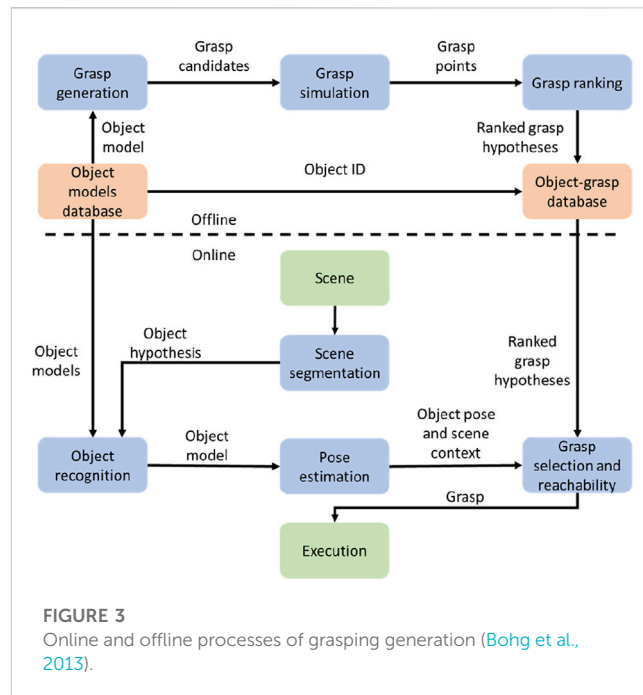 Grasp
candidates
Grasp
points
Grasp
generation
Grasp
simulation
Grasp ranking
Object
model
Ranked grasp
hypotheses
Object
models
database
Object ID
Object-grasp
database
Offline
Online
Scene
Object
hypothesis
Scene
segmentation
Object
models
Ranked
grasp
hypotheses
Object
recognition
Object
model
Pose
estimation
Object pose
and scene
context
Grasp
selection and
reachability
Grasp
Execution
FIGURE 3
Online and offline processes of grasping generation (Bohg et al.,
2013).